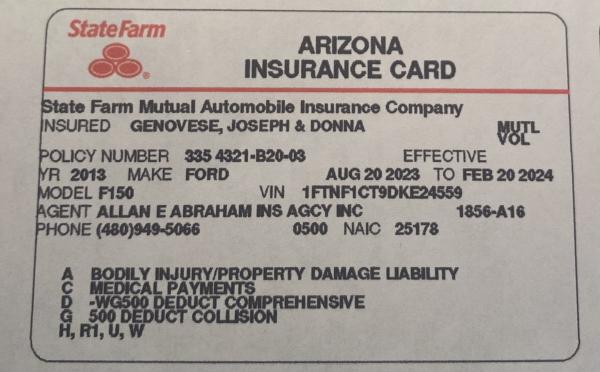 StateFarm
ARIZONA
INSURANCE CARD
State Farm Mutual Automobile Insurance Company
INSURED GENOVESE, JOSEPH & DONNA MUTL
VOL
POLICY NUMBER 335 4321-B20-03 EFFECTIVE
YR 2013 MAKE FORD AUG 20 2023 TO FEB 20 2024
MODEL F150 VIN 1FTNF1CT9DKE24559
AGENT ALLAN E ABRAHAM INS AGCY INC 1856-A16
PHONE (480)949-5066 0500 NAIC 25178
A BODILY INJURY/PROPERTY DAMAGE LIABILITY
C MEDICAL PAYMENTS
D -WG500 DEDUCT COMPREHENSIVE
G 500 DEDUCT COLLISION
H, R1, U, W